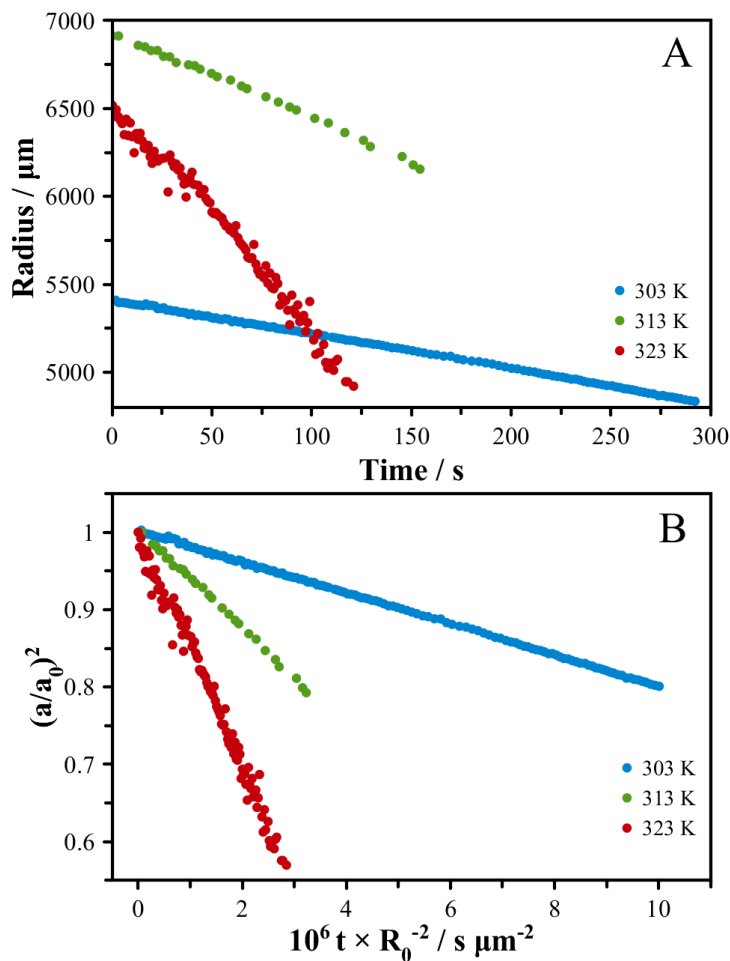 A
7000
6500
6000
5500
5000
Radius / μm
303 K
313 K
323 K
0 50 100 150 200 250 300
Time / s
B
1
0.9
0.8
0.7
0.6
(a/a₀)²
303 K
313 K
323 K
0 2 4 6 8 10
10⁶ t × R₀⁻² / s μm⁻²